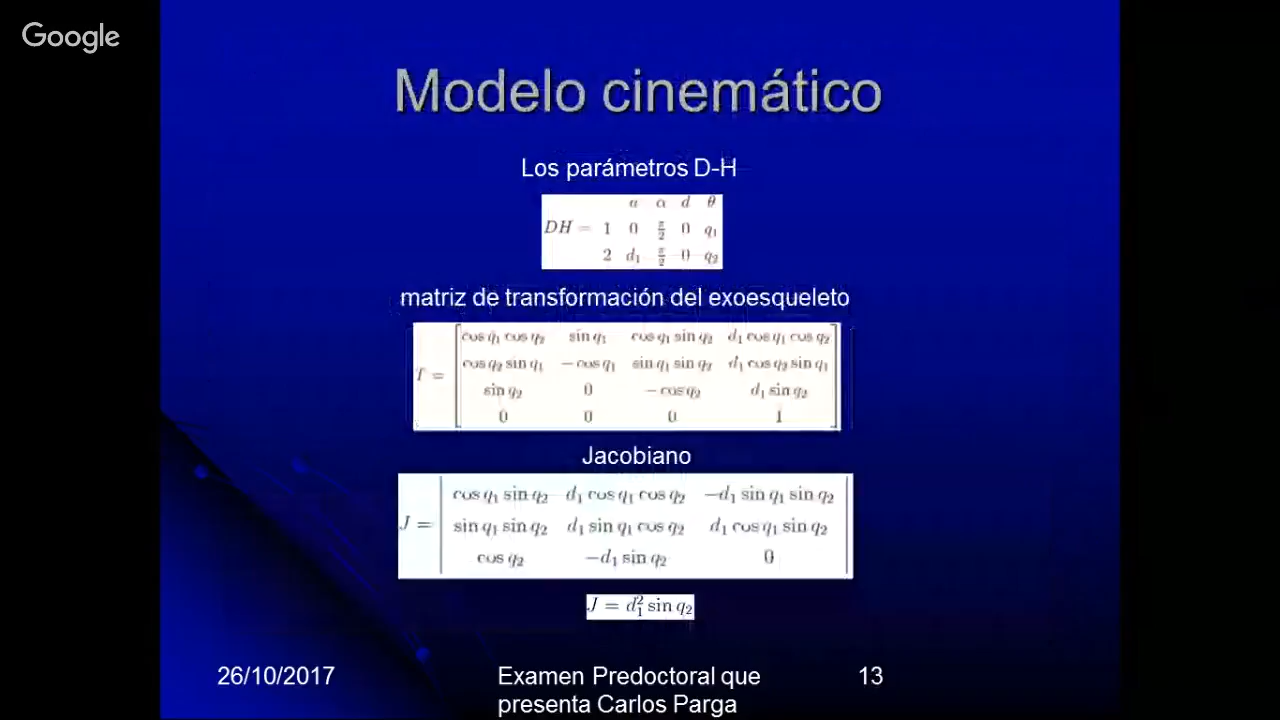 Google
Modelo cinemático
Los parámetros D-H
a α d θ
DH = 1 0 π/2 0 q₁
2 d₁ π/2 0 q₂
matriz de transformación del exoesqueleto
cos q₁ cos q₂ sin q₁ cos q₁ sin q₂ d₁ cos q₁ cos q₂
cos q₂ sin q₁ −cos q₁ sin q₁ sin q₂ d₁ cos q₂ sin q₁
T =
sin q₂ 0 −cos q₂ d₁ sin q₂
0 0 0 1
Jacobiano
cos q₁ sin q₂ d₁ cos q₁ cos q₂ −d₁ sin q₁ sin q₂
J = sin q₁ sin q₂ d₁ sin q₁ cos q₂ d₁ cos q₁ sin q₂
cos q₂ −d₁ sin q₂ 0
J = d₁² sin q₂
26/10/2017
Examen Predoctoral que
presenta Carlos Parga
13